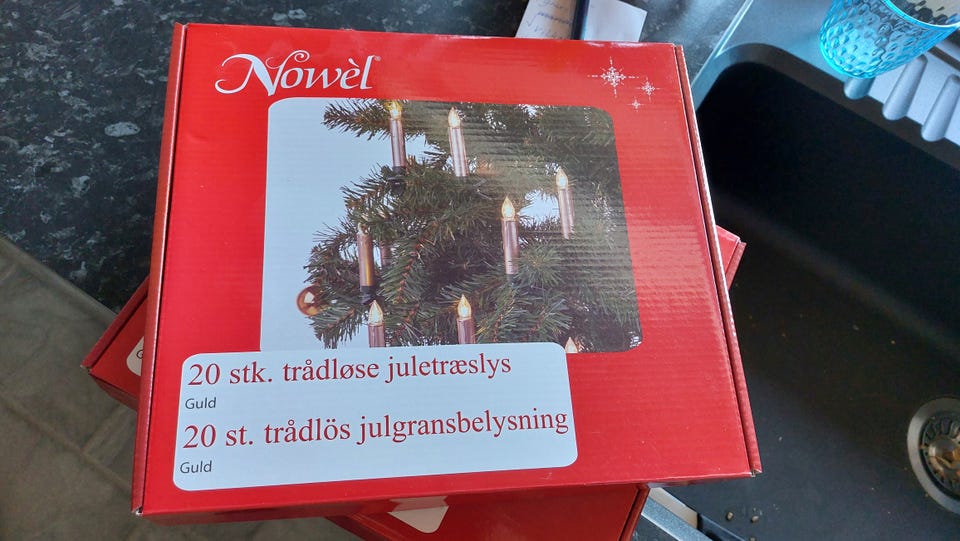 Nowèl
20 stk. trådløse juletræslys
Guld
20 st. trådlös julgransbelysning
Guld